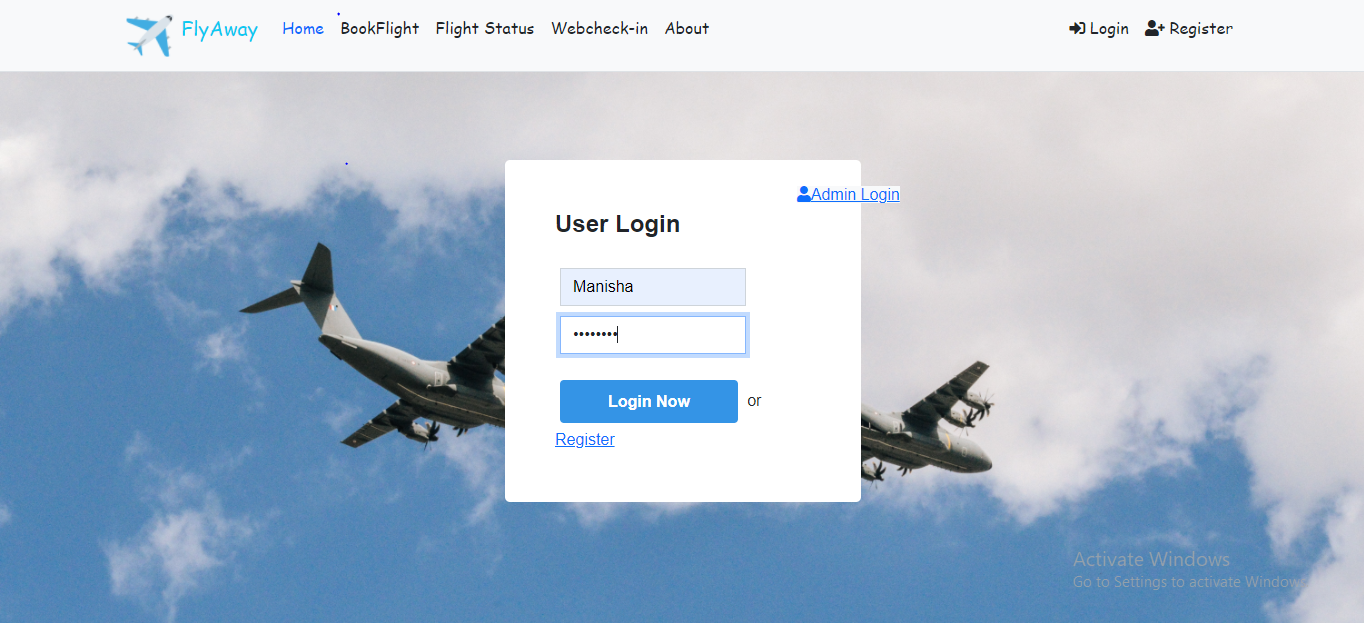 FlyAway Home BookFlight Flight Status Webcheck-in About Login Register
Admin Login
User Login
Manisha
••••••••
Login Now or
Register
Activate Windows
Go to Settings to activate Windows